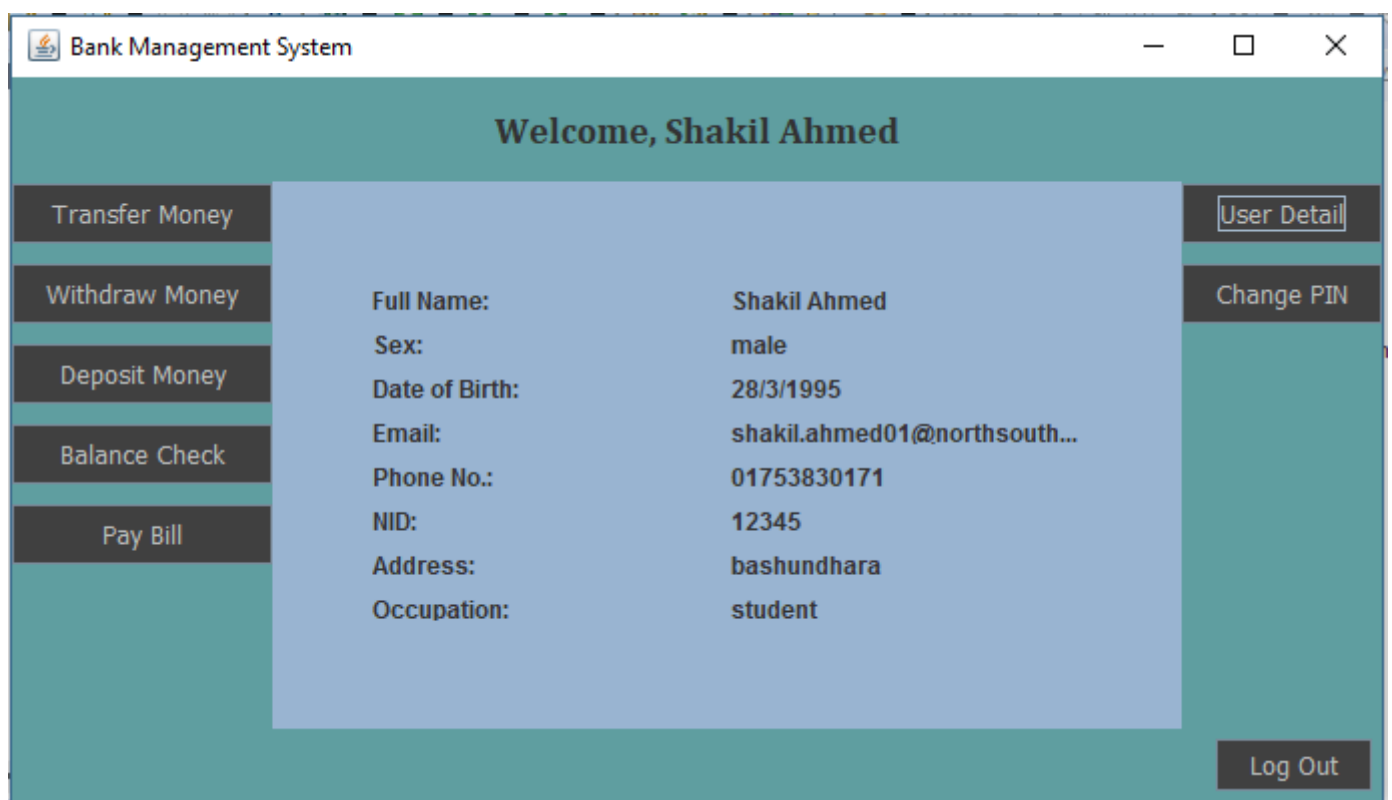 Bank Management System
Welcome, Shakil Ahmed
Transfer Money
Withdraw Money
Deposit Money
Balance Check
Pay Bill
Full Name: Shakil Ahmed
Sex: male
Date of Birth: 28/3/1995
Email: shakil.ahmed01@northsouth...
Phone No.: 01753830171
NID: 12345
Address: bashundhara
Occupation: student
User Detail
Change PIN
Log Out